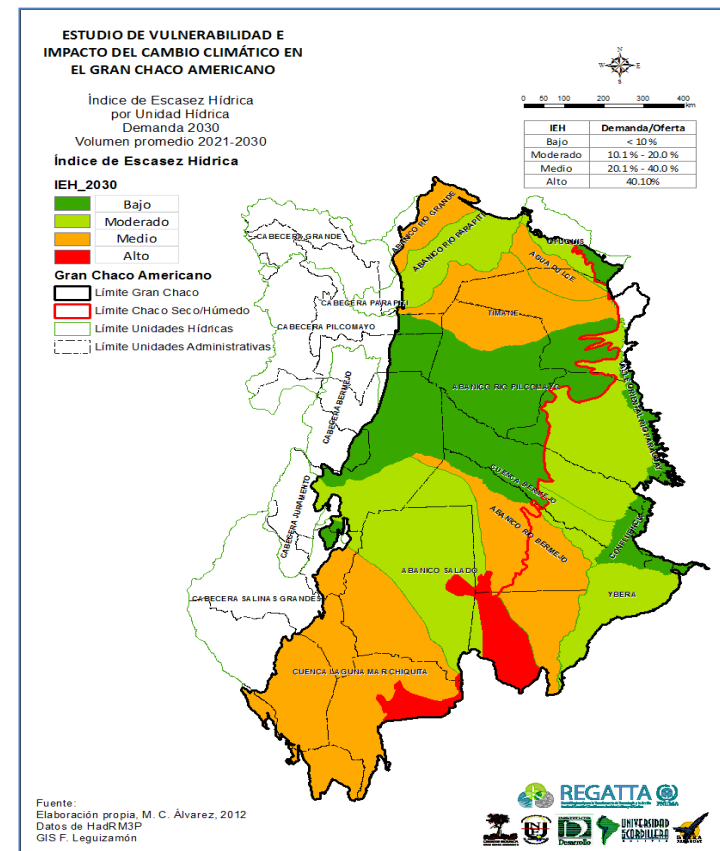 ESTUDIO DE VULNERABILIDAD E
IMPACTO DEL CAMBIO CLIMÁTICO EN
EL GRAN CHACO AMERICANO
Índice de Escasez Hídrica
por Unidad Hídrica
Demanda 2030
Volumen promedio 2021-2030
Índice de Escasez Hídrica
IEH_2030
Bajo
Moderado
Medio
Alto
Gran Chaco Americano
Límite Gran Chaco
Límite Chaco Seco/Húmedo
Límite Unidades Hídricas
Límite Unidades Administrativas
N
W E
S
0 50 100 200 300 400
km
IEH Demanda/Oferta
Bajo < 10 %
Moderado 10.1 % - 20.0 %
Medio 20.1 % - 40.0 %
Alto 40.10%
CABECERA GRANDE
ABANICO RIO GRANDE
ABANICO RIO PARAPITI
OTUQUIS
AGUA DULCE
CABECERA PARAPITI
TIMANE
CABECERA PILCOMAYO
CABECERA BERMEJO
ABANICO RIO PILCOMAYO
CUENCA BERMEJO
ABANICO RIO BERMEJO
CONFLUENCIA
CABECERA JURAMENTO
ABANICO SALADO
YBERA
CABECERA SALINAS GRANDES
CUENCA LAGUNA MAR CHIQUITA
Fuente:
Elaboración propia, M. C. Álvarez, 2012
Datos de HadRM3P
GIS F. Leguizamón
REGATTA
PNUMA
Desarrollo
UNIVERSIDAD